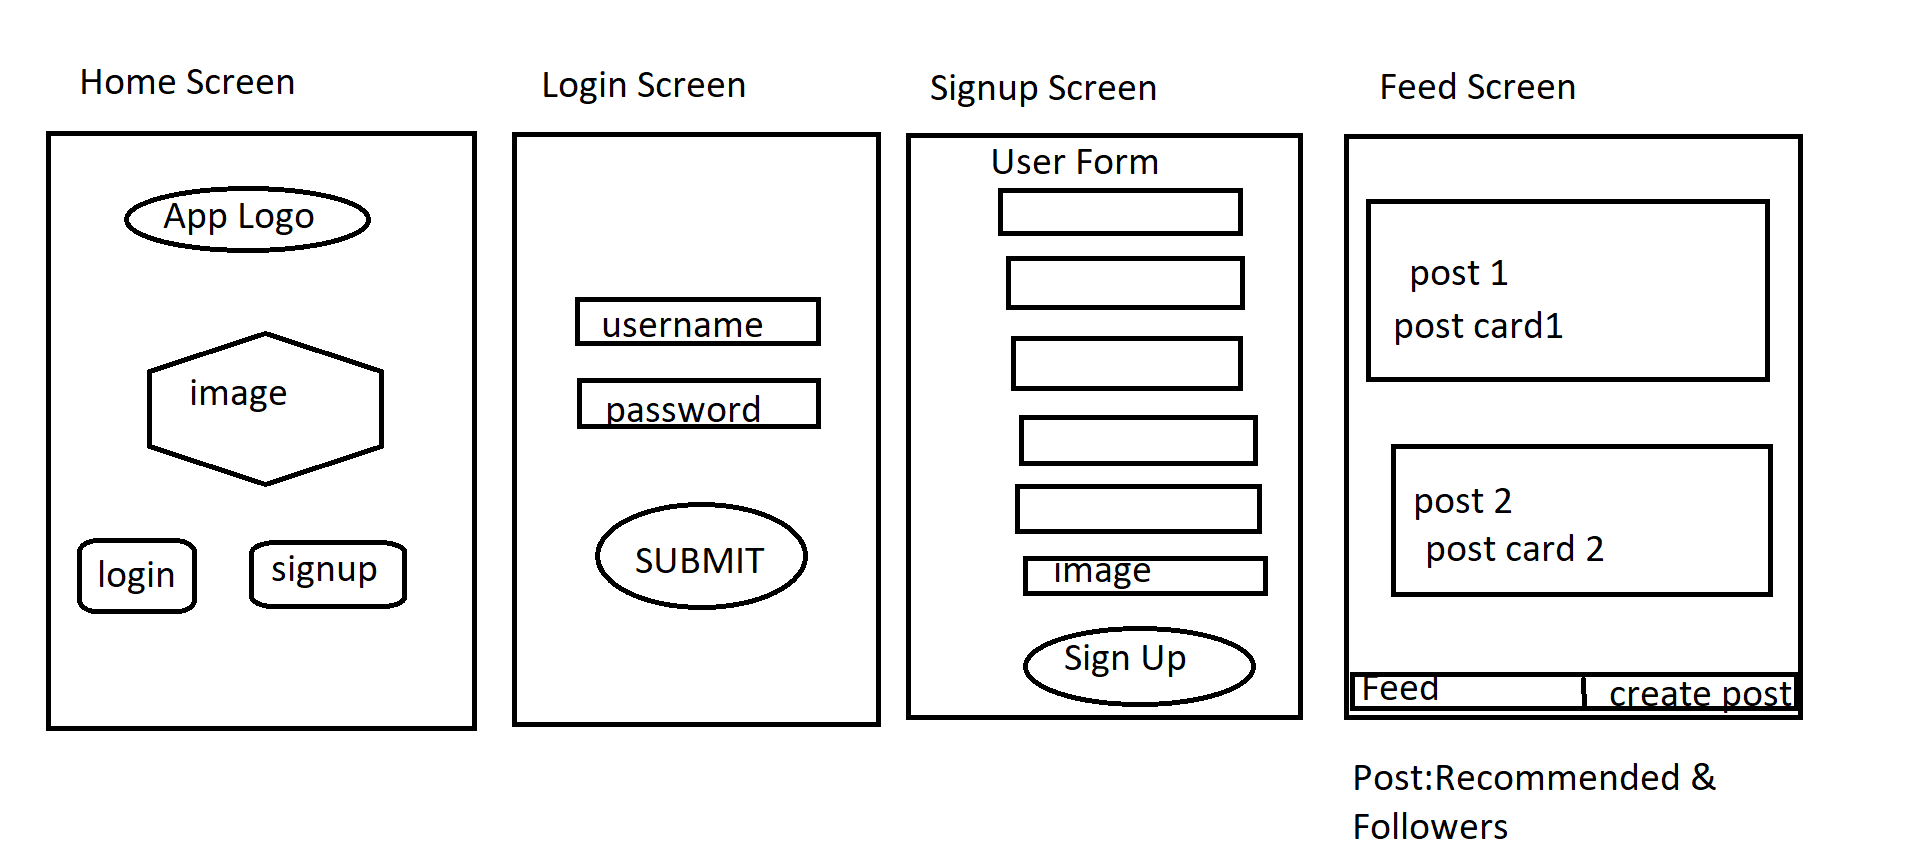 Home Screen
App Logo
image
login
signup
Login Screen
username
password
SUBMIT
Signup Screen
User Form
image
Sign Up
Feed Screen
post 1
post card1
post 2
post card 2
Feed
create post
Post:Recommended &
Followers